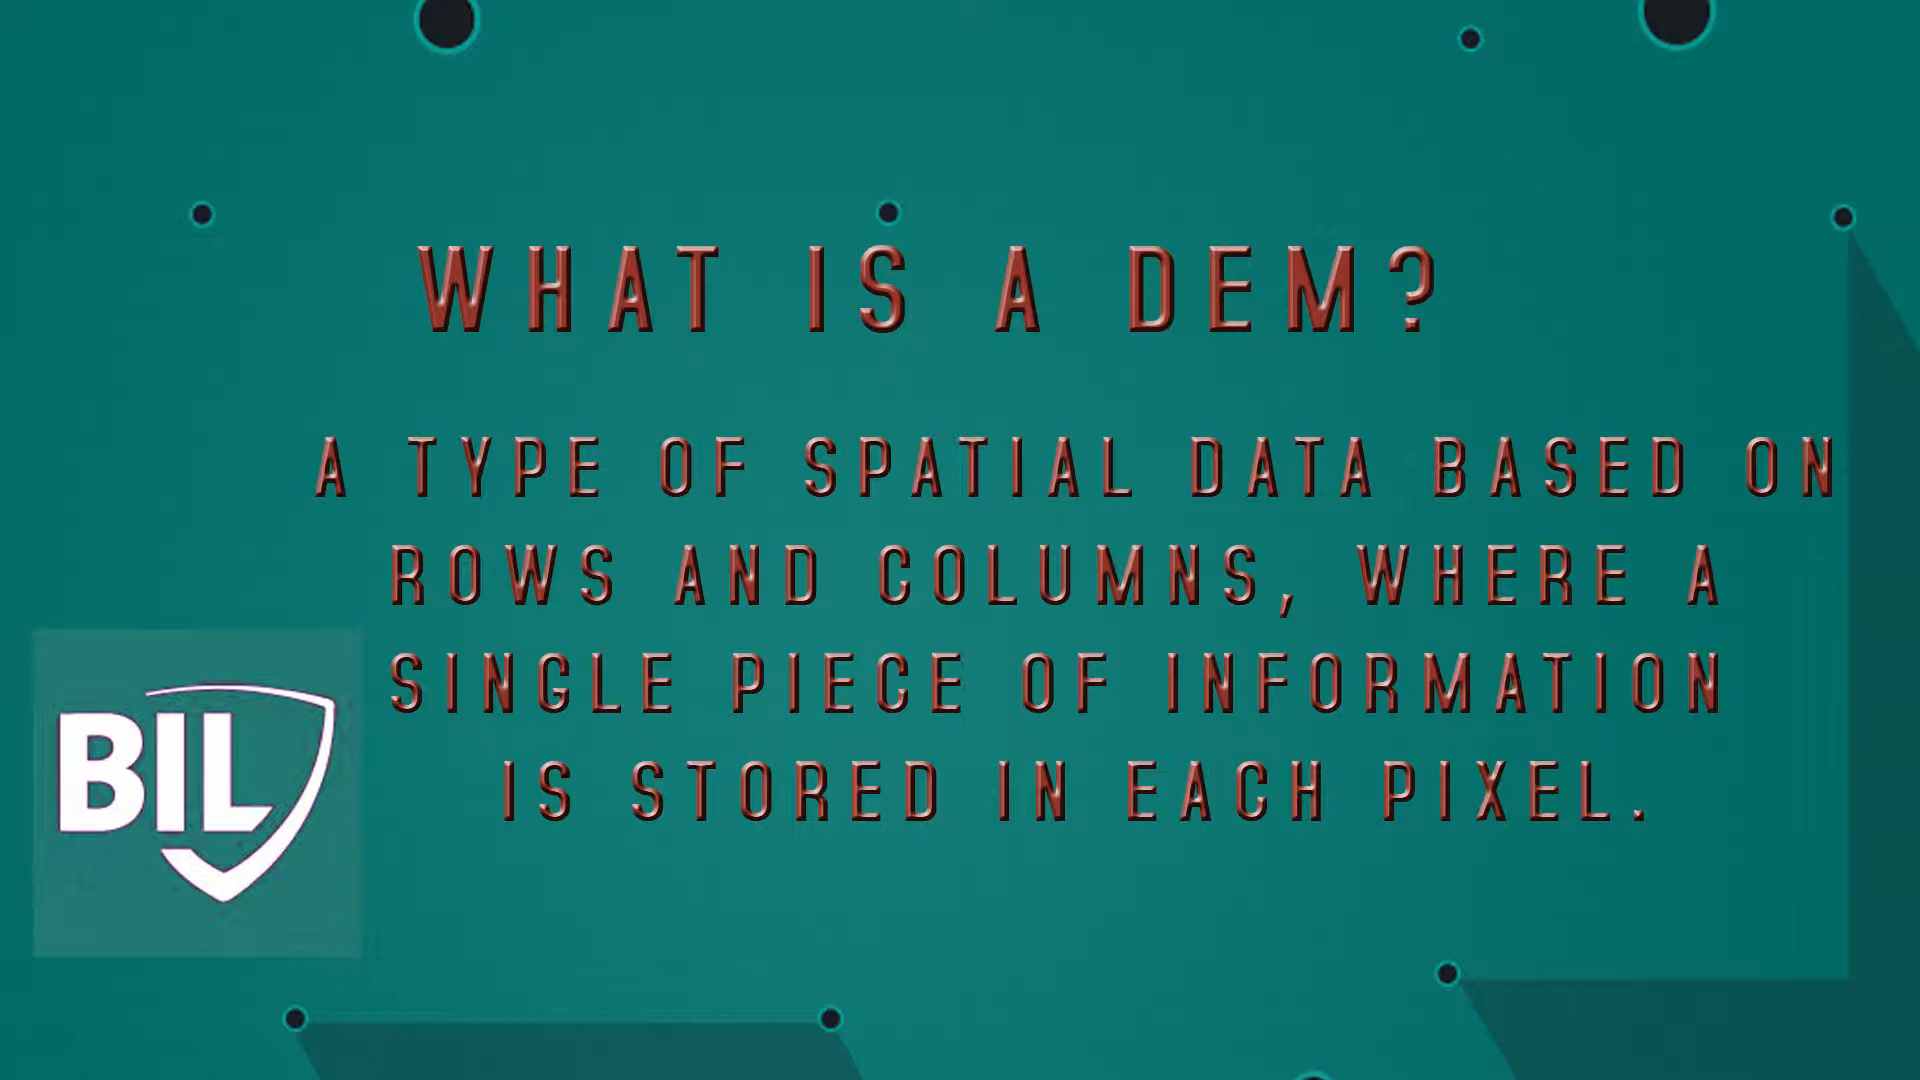 WHAT IS A DEM?
A TYPE OF SPATIAL DATA BASED ON
ROWS AND COLUMNS, WHERE A
SINGLE PIECE OF INFORMATION
IS STORED IN EACH PIXEL.
BIL